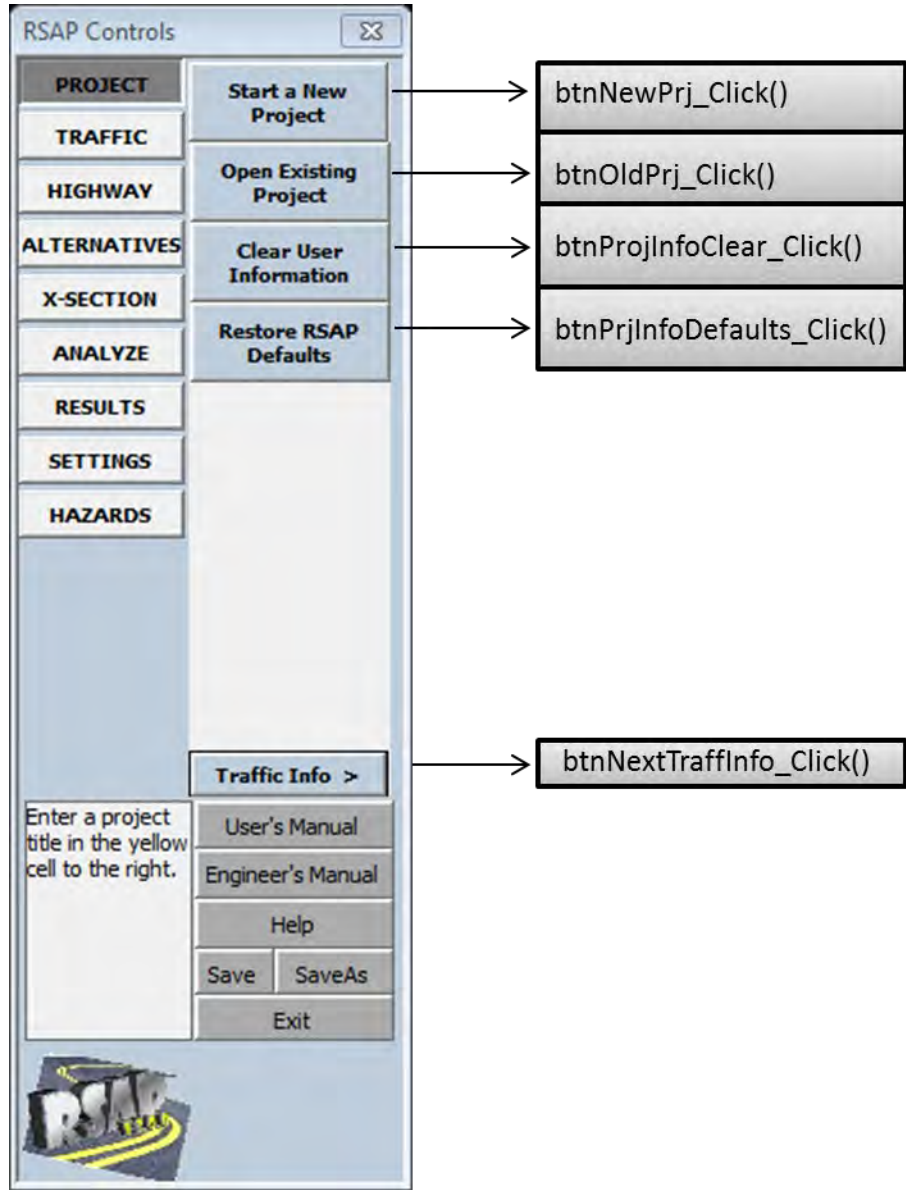 RSAP Controls
PROJECT
TRAFFIC
HIGHWAY
ALTERNATIVES
X-SECTION
ANALYZE
RESULTS
SETTINGS
HAZARDS
Start a New
Project
Open Existing
Project
Clear User
Information
Restore RSAP
Defaults
btnNewPrj_Click()
btnOldPrj_Click()
btnProjInfoClear_Click()
btnPrjInfoDefaults_Click()
Traffic Info >
btnNextTraffInfo_Click()
Enter a project
title in the yellow
cell to the right.
User's Manual
Engineer's Manual
Help
Save
SaveAs
Exit
RSAP